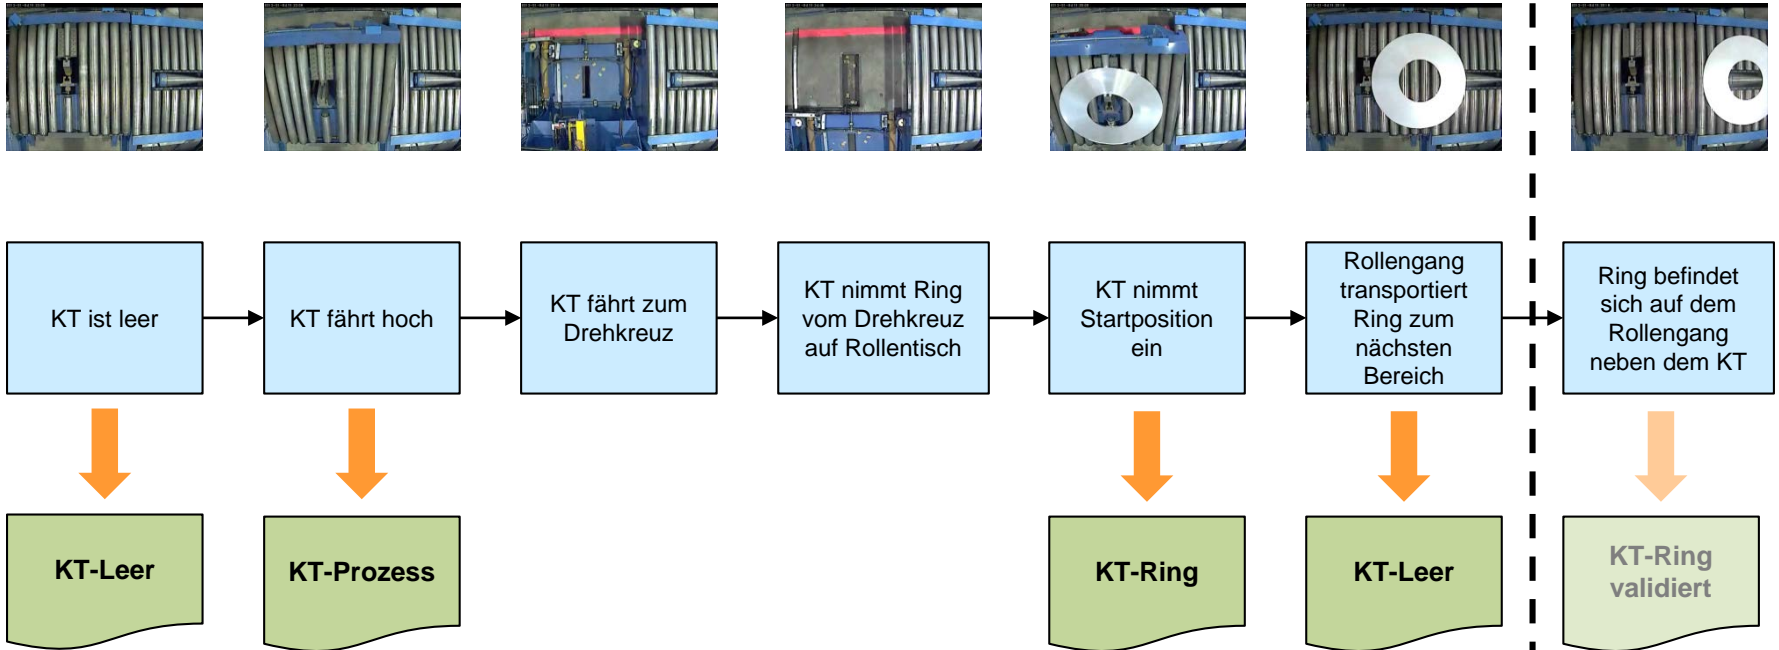 KT ist leer
KT fährt hoch
KT fährt zum
Drehkreuz
KT nimmt Ring
vom Drehkreuz
auf Rollentisch
KT nimmt
Startposition
ein
Rollengang
transportiert
Ring zum
nächsten
Bereich
Ring befindet
sich auf dem
Rollengang
neben dem KT
KT-Leer
KT-Prozess
KT-Ring
KT-Leer
KT-Ring
validiert